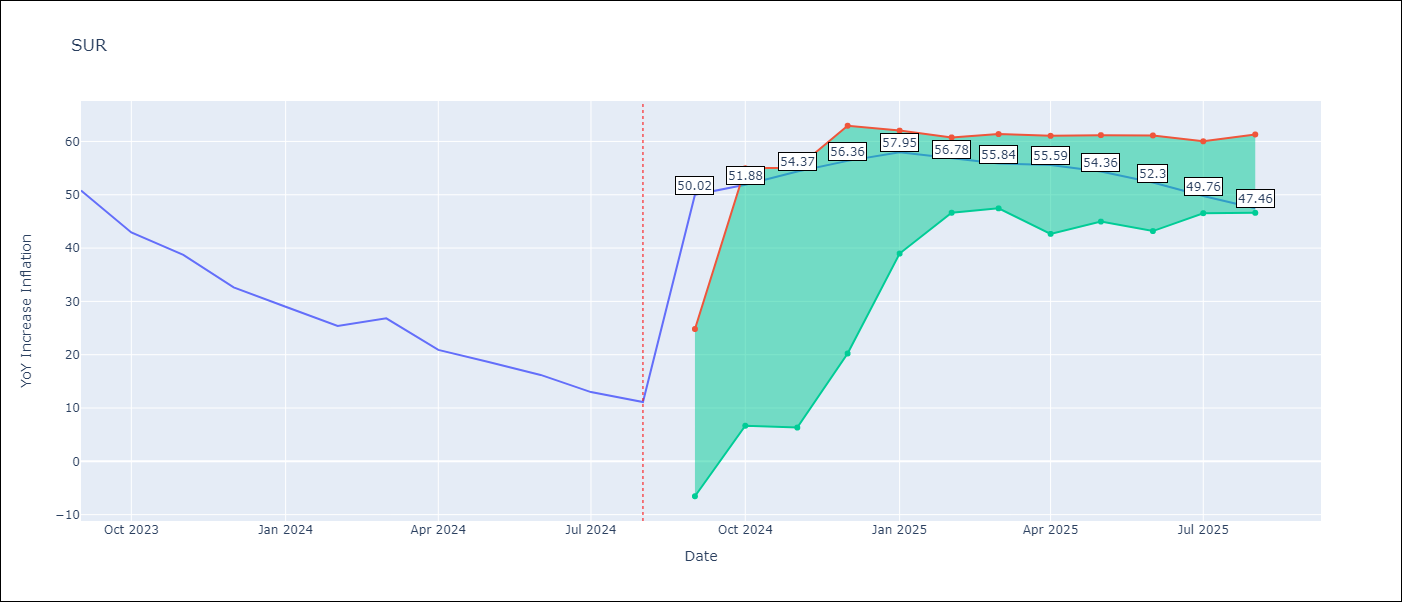 SUR
YoY Increase Inflation
60
50
40
30
20
10
0
−10
50.02
51.88
54.37
56.36
57.95
56.78
55.84
55.59
54.36
52.3
49.76
47.46
Oct 2023
Jan 2024
Apr 2024
Jul 2024
Oct 2024
Jan 2025
Apr 2025
Jul 2025
Date